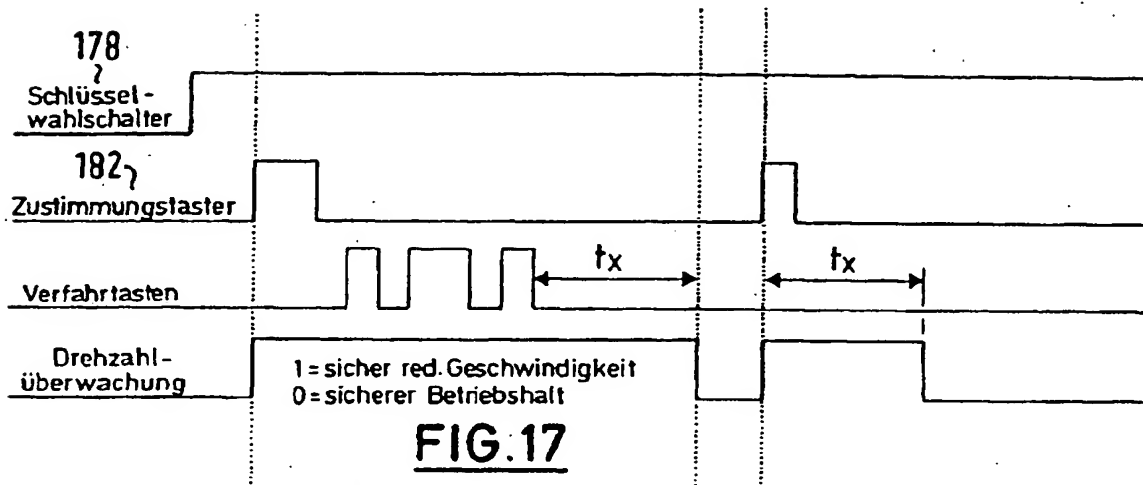 178
Schlüssel-
wahlschalter
182
Zustimmungstaster
tx
tx
Verfahrtasten
Drehzahl-
überwachung
1 = sicher red. Geschwindigkeit
0 = sicherer Betriebshalt
FIG.17